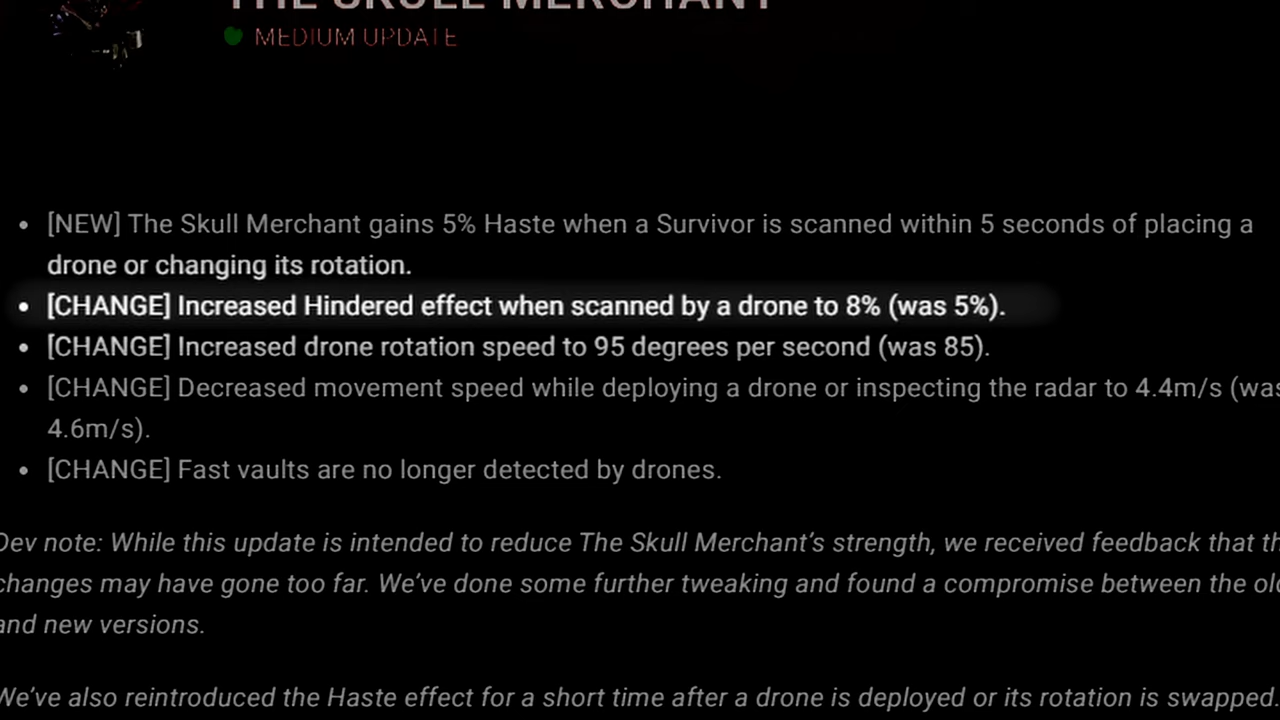 THE SKULL MERCHANT
MEDIUM UPDATE
• [NEW] The Skull Merchant gains 5% Haste when a Survivor is scanned within 5 seconds of placing a
drone or changing its rotation.
• [CHANGE] Increased Hindered effect when scanned by a drone to 8% (was 5%).
• [CHANGE] Increased drone rotation speed to 95 degrees per second (was 85).
• [CHANGE] Decreased movement speed while deploying a drone or inspecting the radar to 4.4m/s (was
4.6m/s).
• [CHANGE] Fast vaults are no longer detected by drones.
Dev note: While this update is intended to reduce The Skull Merchant’s strength, we received feedback that th
changes may have gone too far. We’ve done some further tweaking and found a compromise between the old
and new versions.
We’ve also reintroduced the Haste effect for a short time after a drone is deployed or its rotation is swapped.